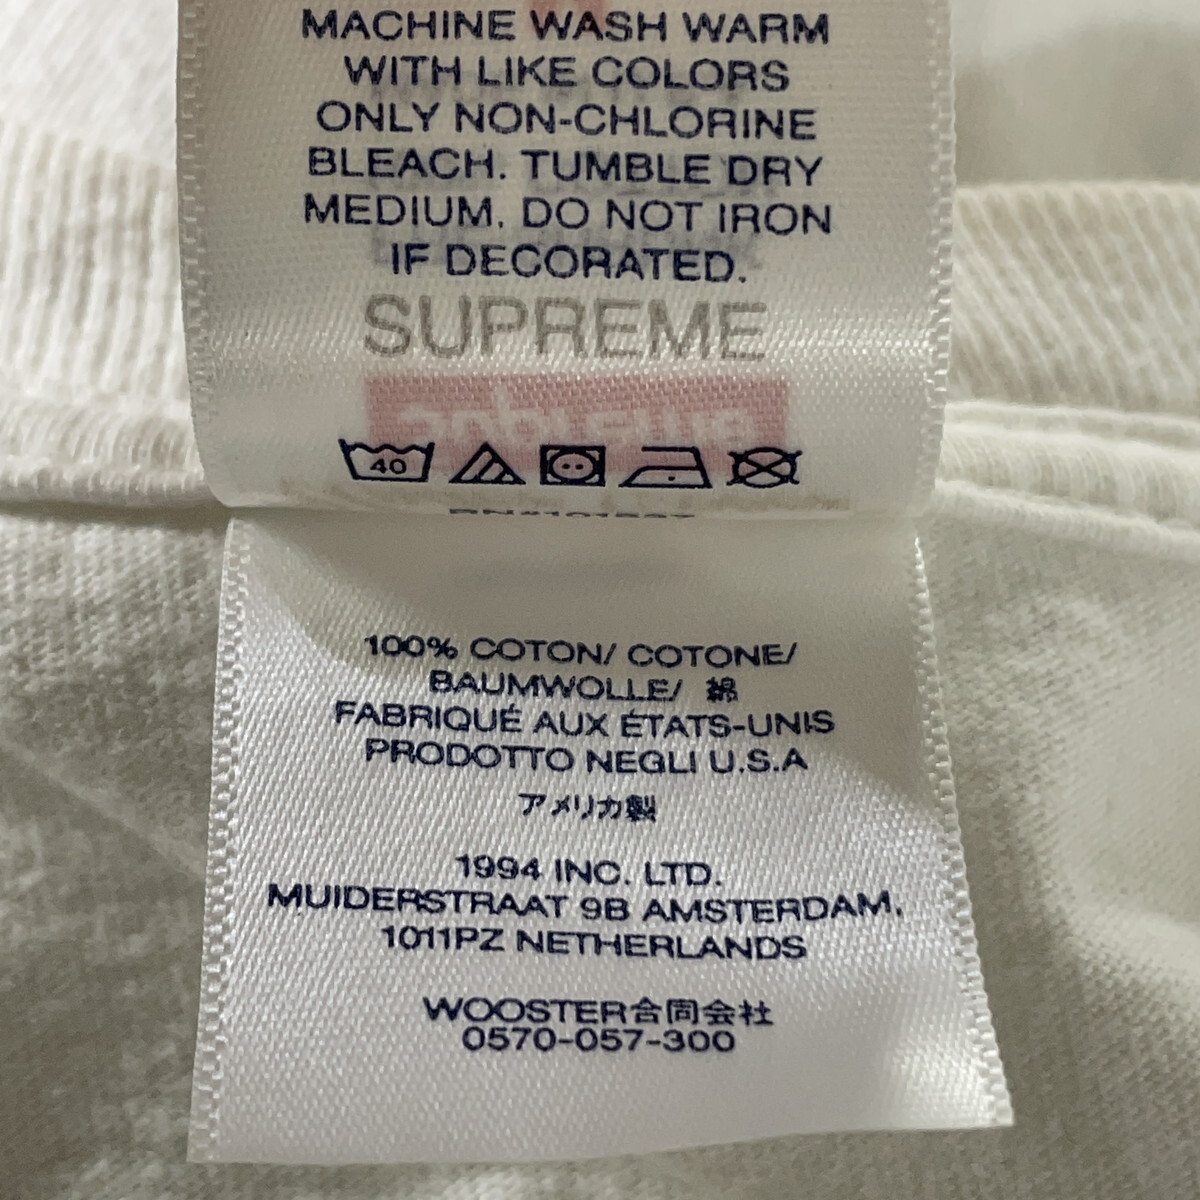 MACHINE WASH WARM
WITH LIKE COLORS
ONLY NON-CHLORINE
BLEACH. TUMBLE DRY
MEDIUM. DO NOT IRON
IF DECORATED.
SUPREME
40
100% COTON/ COTONE/
BAUMWOLLE/ 綿
FABRIQUÉ AUX ÉTATS-UNIS
PRODOTTO NEGLI U.S.A
アメリカ製
1994 INC. LTD.
MUIDERSTRAAT 9B AMSTERDAM,
1011PZ NETHERLANDS
WOOSTER合同会社
0570-057-300